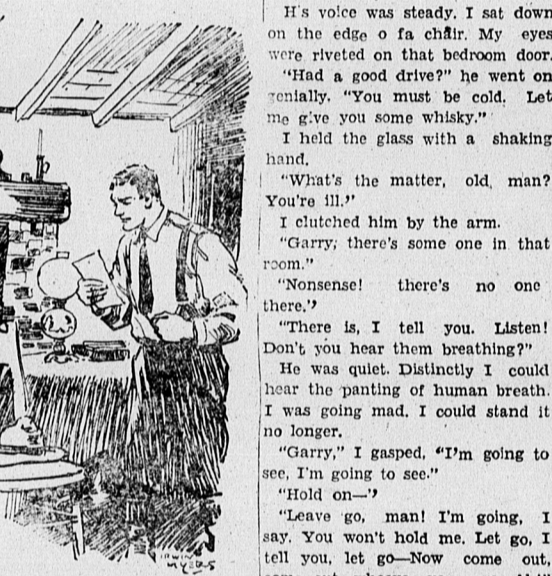 H's voice was steady. I sat down
on the edge o fa chair. My eyes
were riveted on that bedroom door.
"Had a good drive?" he went on
genially. "You must be cold. Let
me give you some whisky."
I held the glass with a shaking
hand.
"What's the matter, old, man?
You're ill."
I clutched him by the arm.
"Garry; there's some one in that
room."
"Nonsense! there's no one
there."
"There is, I tell you. Listen!
Don't you hear them breathing?"
He was quiet. Distinctly I could
hear the panting of human breath.
I was going mad. I could stand it
no longer.
"Garry," I gasped, "I'm going to
see, I'm going to see."
"Hold on—"
"Leave go, man! I'm going, I
say. You won't hold me. Let go, I
tell you, let go—Now come out,
IRWIN
MYERS